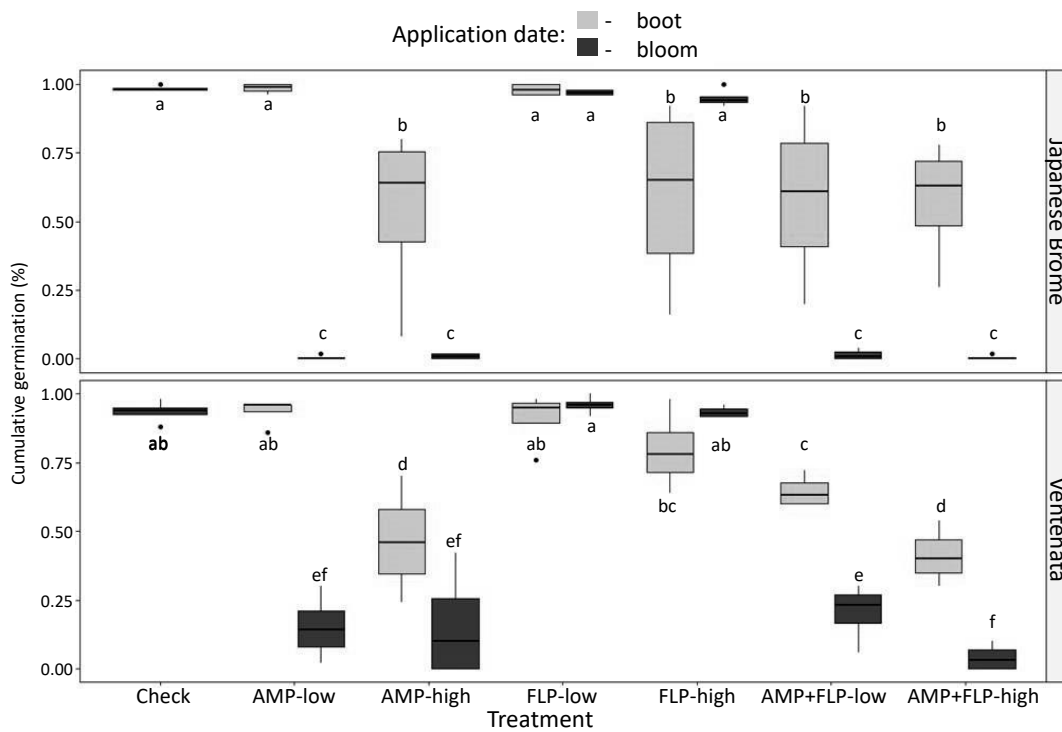 Application date:
- boot
- bloom
Cumulative germination (%)
1.00
0.75
0.50
0.25
0.00
a
a
c
b
c
a
a
b
a
b
c
b
c
Japanese Brome
1.00
0.75
0.50
0.25
0.00
ab
ab
ef
d
ef
ab
a
bc
ab
c
e
d
f
Ventenata
Check
AMP-low
AMP-high
FLP-low
FLP-high
AMP+FLP-low
AMP+FLP-high
Treatment